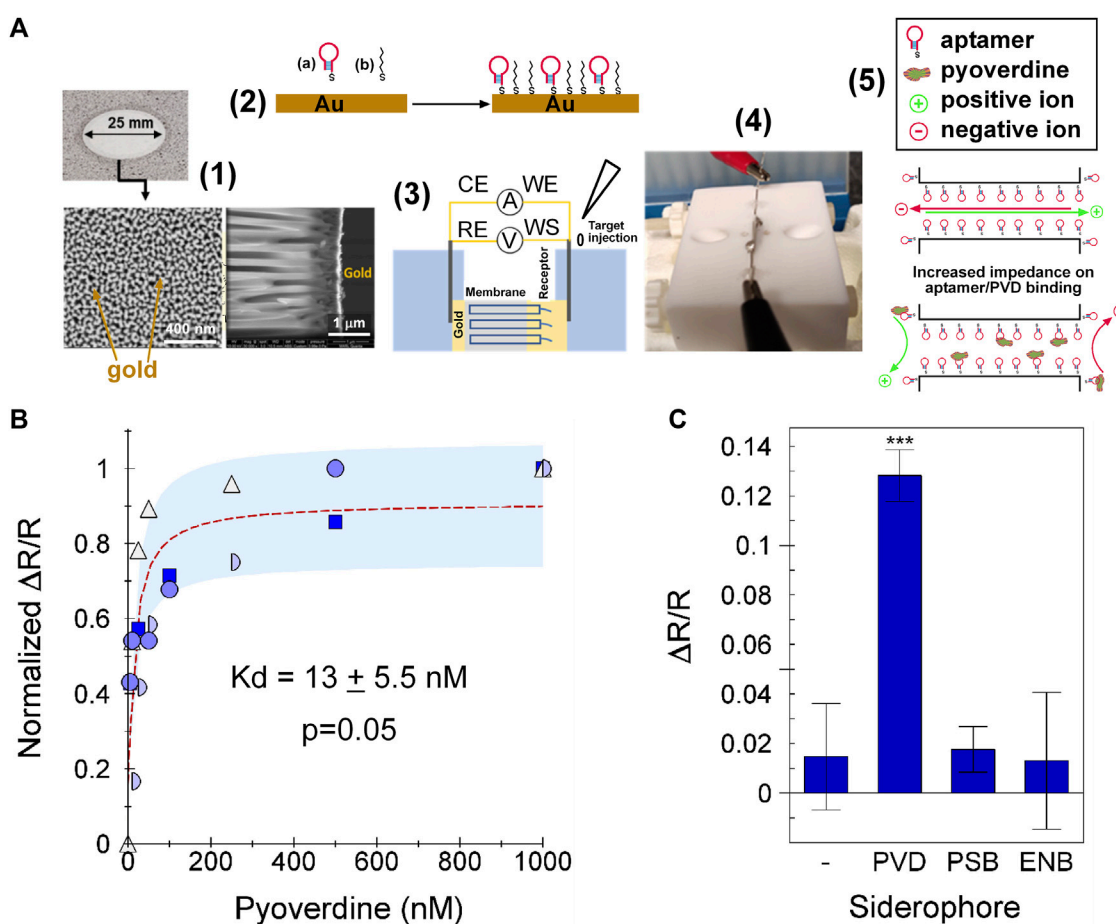 A
25 mm
(1)
400 nm
gold
Gold
1 μm
(2)
(a)
(b)
S
Au
S S S S S S S S
Au
(3)
CE
A
WE
RE
V
WS
Target
injection
Gold
Membrane
Receptor
(4)
(5)
aptamer
pyoverdine
positive ion
negative ion
Increased impedance on
aptamer/PVD binding
B
Normalized ΔR/R
1
0.8
0.6
0.4
0.2
0
Kd = 13 ± 5.5 nM
p=0.05
0 200 400 600 800 1000
Pyoverdine (nM)
C
ΔR/R
0.14
0.12
0.1
0.08
0.06
0.04
0.02
0
***
- PVD PSB ENB
Siderophore